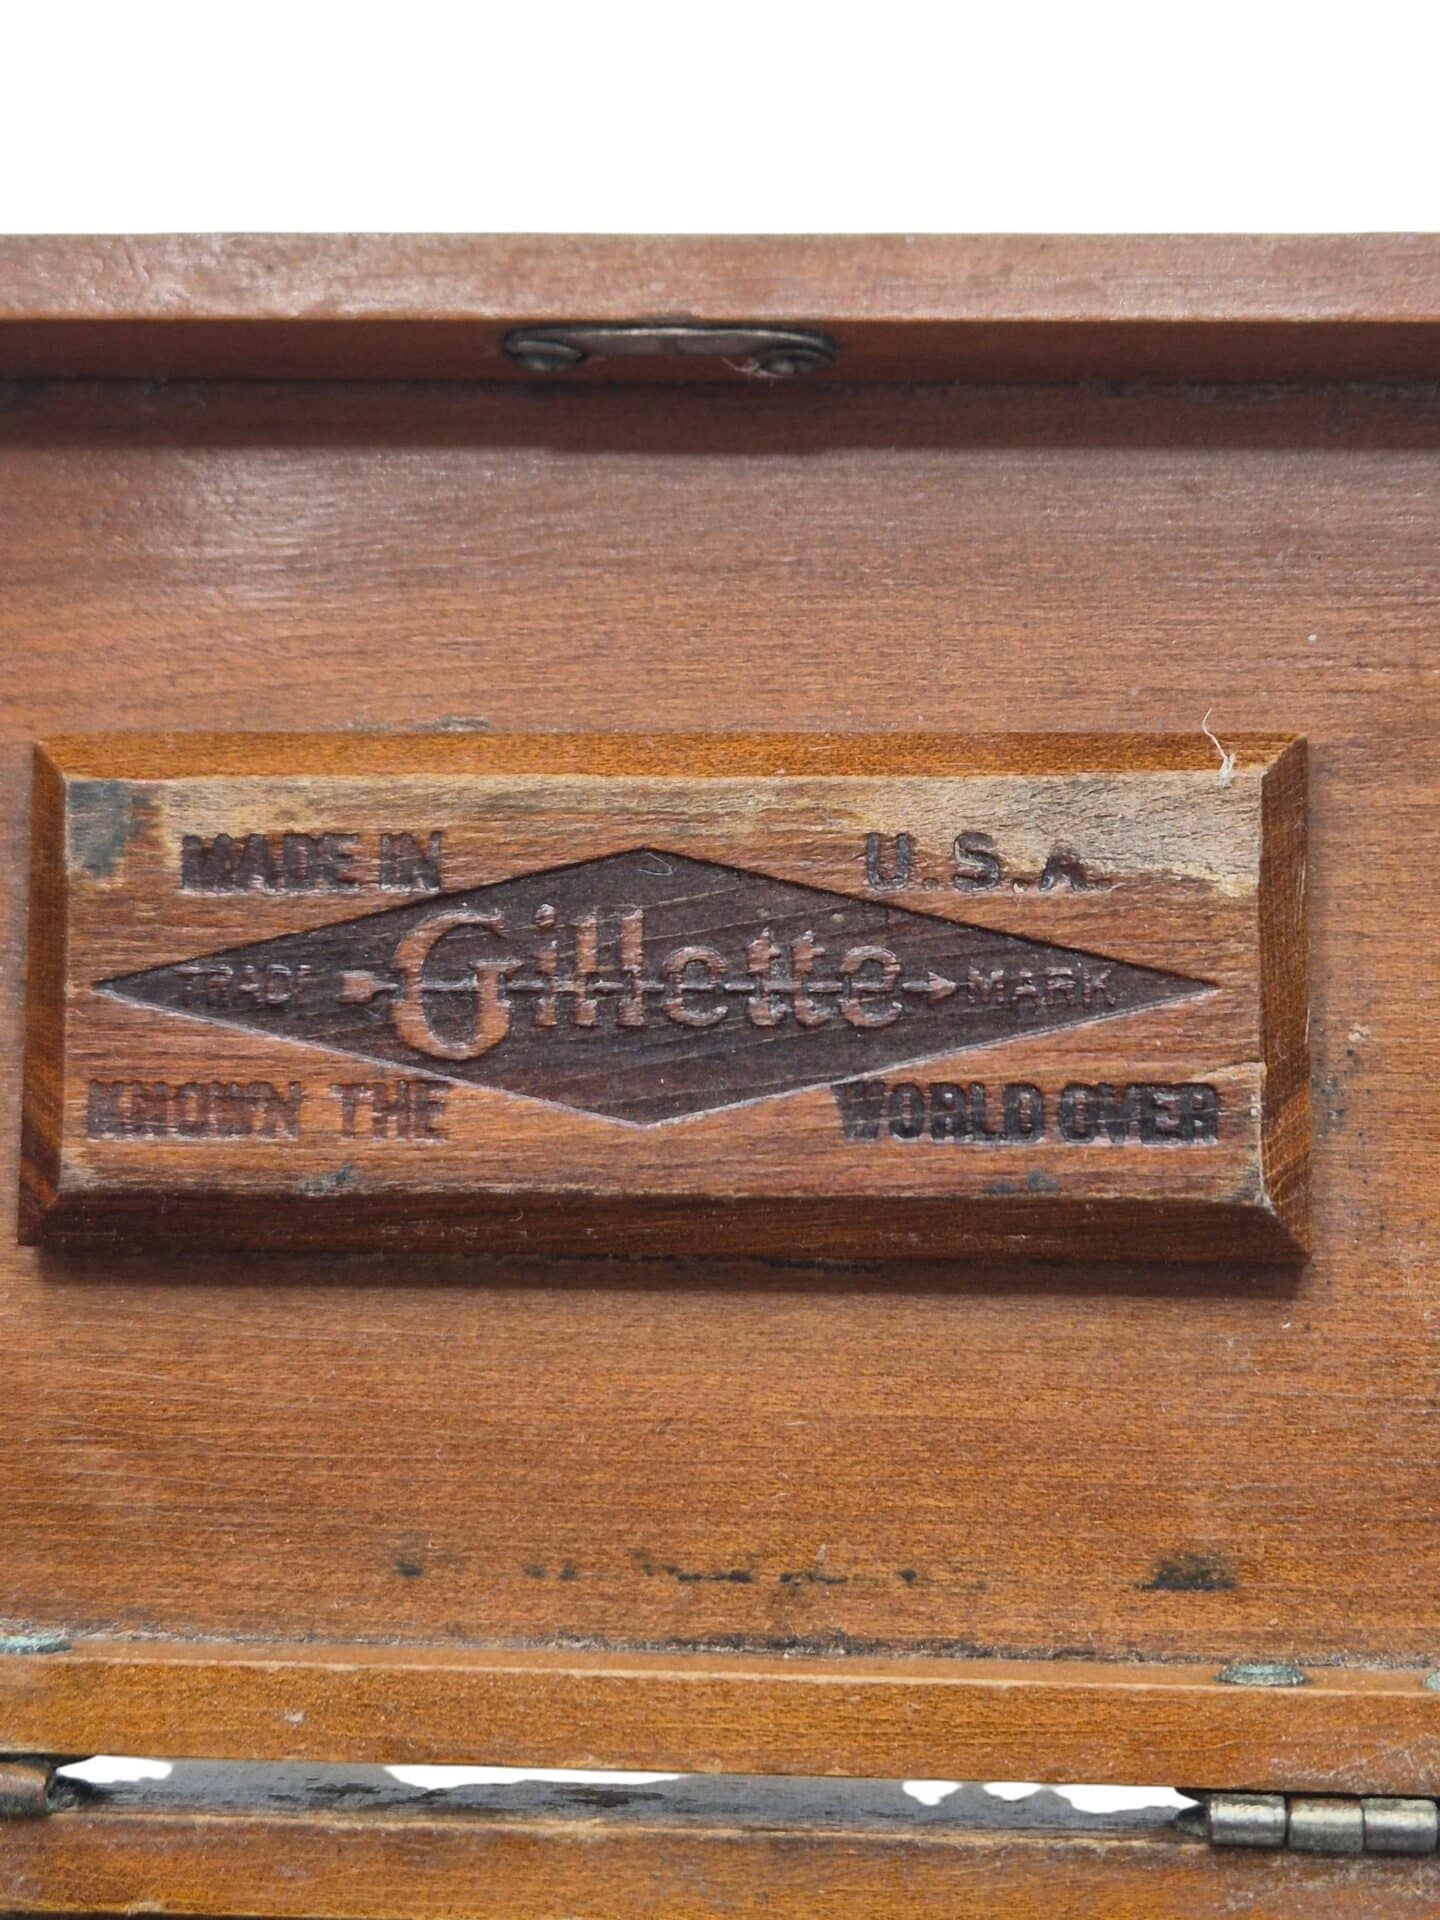 MADE IN U.S.A.
TRADE Gillette MARK
KNOWN THE WORLD OVER